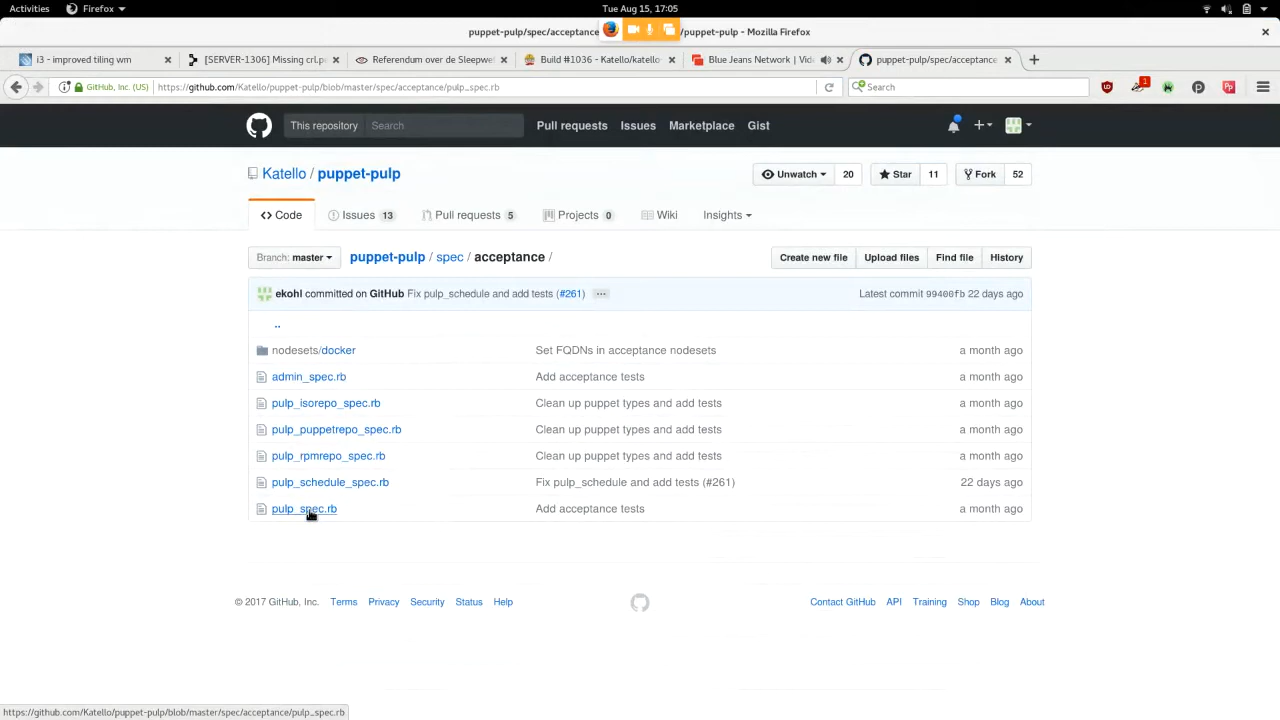 Activities Firefox Tue Aug 15, 17:05
puppet-pulp/spec/acceptance /puppet-pulp - Mozilla Firefox
i3 - improved tiling wm [SERVER-1306] Missing crl.p Referendum over de Sleepwe Build #1036 - Katello/katello Blue Jeans Network | Vid puppet-pulp/spec/acceptance
GitHub, Inc. (US) https://github.com/Katello/puppet-pulp/blob/master/spec/acceptance/pulp_spec.rb Search 1
This repository Search Pull requests Issues Marketplace Gist
Katello / puppet-pulp Unwatch 20 Star 11 Fork 52
Code Issues 13 Pull requests 5 Projects 0 Wiki Insights
Branch: master puppet-pulp / spec / acceptance / Create new file Upload files Find file History
ekohl committed on GitHub Fix pulp_schedule and add tests (#261) ... Latest commit 99400fb 22 days ago
..
nodesets/docker Set FQDNs in acceptance nodesets a month ago
admin_spec.rb Add acceptance tests a month ago
pulp_isorepo_spec.rb Clean up puppet types and add tests a month ago
pulp_puppetrepo_spec.rb Clean up puppet types and add tests a month ago
pulp_rpmrepo_spec.rb Clean up puppet types and add tests a month ago
pulp_schedule_spec.rb Fix pulp_schedule and add tests (#261) 22 days ago
pulp_spec.rb Add acceptance tests a month ago
© 2017 GitHub, Inc. Terms Privacy Security Status Help Contact GitHub API Training Shop Blog About
https://github.com/Katello/puppet-pulp/blob/master/spec/acceptance/pulp_spec.rb